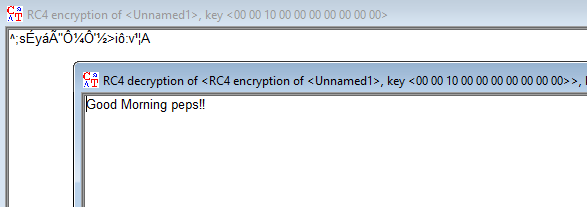 RC4 encryption of <Unnamed1>, key <00 00 10 00 00 00 00 00 00 00>
^;sÉyáÃ"Ô¼Ô'½>iô:v¹¦A
RC4 decryption of <RC4 encryption of <Unnamed1>, key <00 00 10 00 00 00 00 00 00 00>>,
Good Morning peps!!